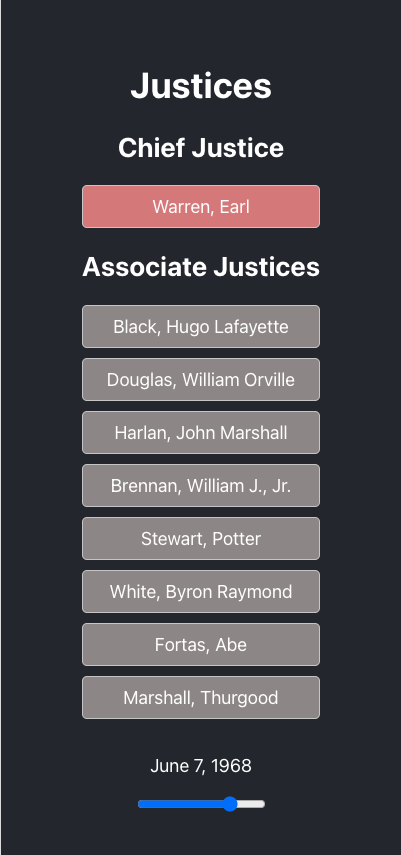 Justices
Chief Justice
Warren, Earl
Associate Justices
Black, Hugo Lafayette
Douglas, William Orville
Harlan, John Marshall
Brennan, William J., Jr.
Stewart, Potter
White, Byron Raymond
Fortas, Abe
Marshall, Thurgood
June 7, 1968